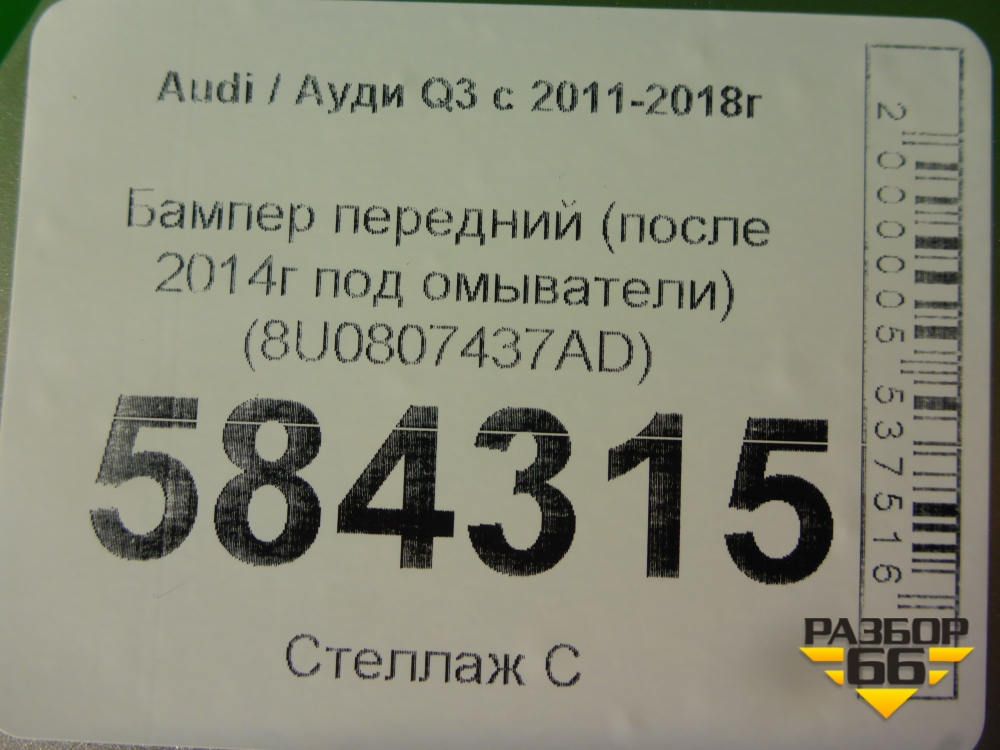 Audi / Ауди Q3 с 2011-2018г
Бампер передний (после
2014г под омыватели)
(8U0807437AD)
584315
Стеллаж С
2000005537516
РАЗБОР
66